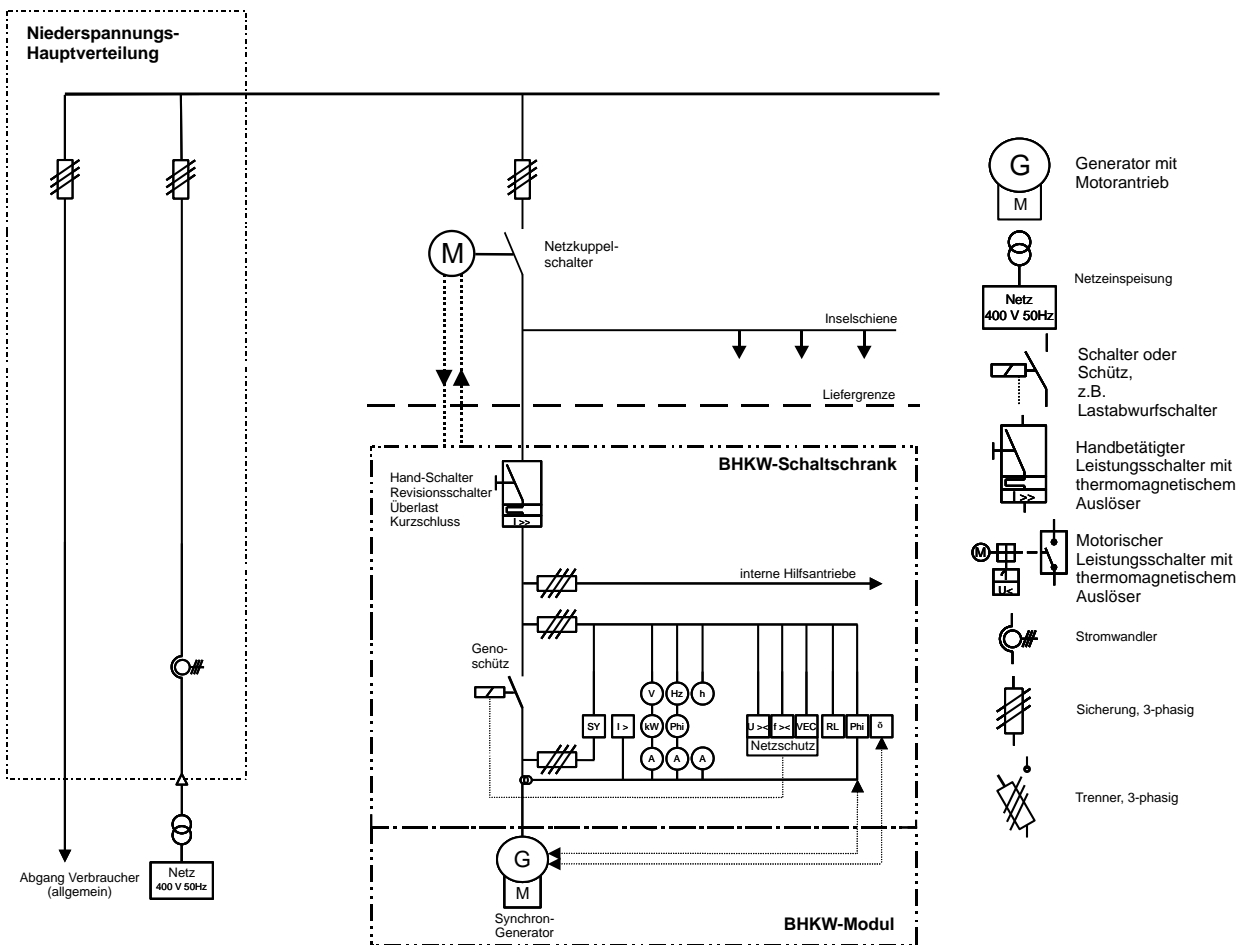 Niederspannungs-
Hauptverteilung
M
Netzkuppel-
schalter
Inselschiene
Liefergrenze
BHKW-Schaltschrank
Hand-Schalter
Revisionsschalter
Überlast
Kurzschluss
I >>
interne Hilfsantriebe
Geno-
schütz
V
Hz
h
SY
I >
kW
Phi
U ><
f ><
VEC
RL
Phi
δ
Netzschutz
A
A
A
G
M
Synchron-
Generator
BHKW-Modul
Abgang Verbraucher
(allgemein)
Netz
400 V 50Hz
G
M
Generator mit
Motorantrieb
Netzeinspeisung
Netz
400 V 50Hz
Schalter oder
Schütz,
z.B.
Lastabwurfschalter
I >>
Handbetätigter
Leistungsschalter mit
thermomagnetischem
Auslöser
M
U<
Motorischer
Leistungsschalter mit
thermomagnetischem
Auslöser
Stromwandler
Sicherung, 3-phasig
Trenner, 3-phasig